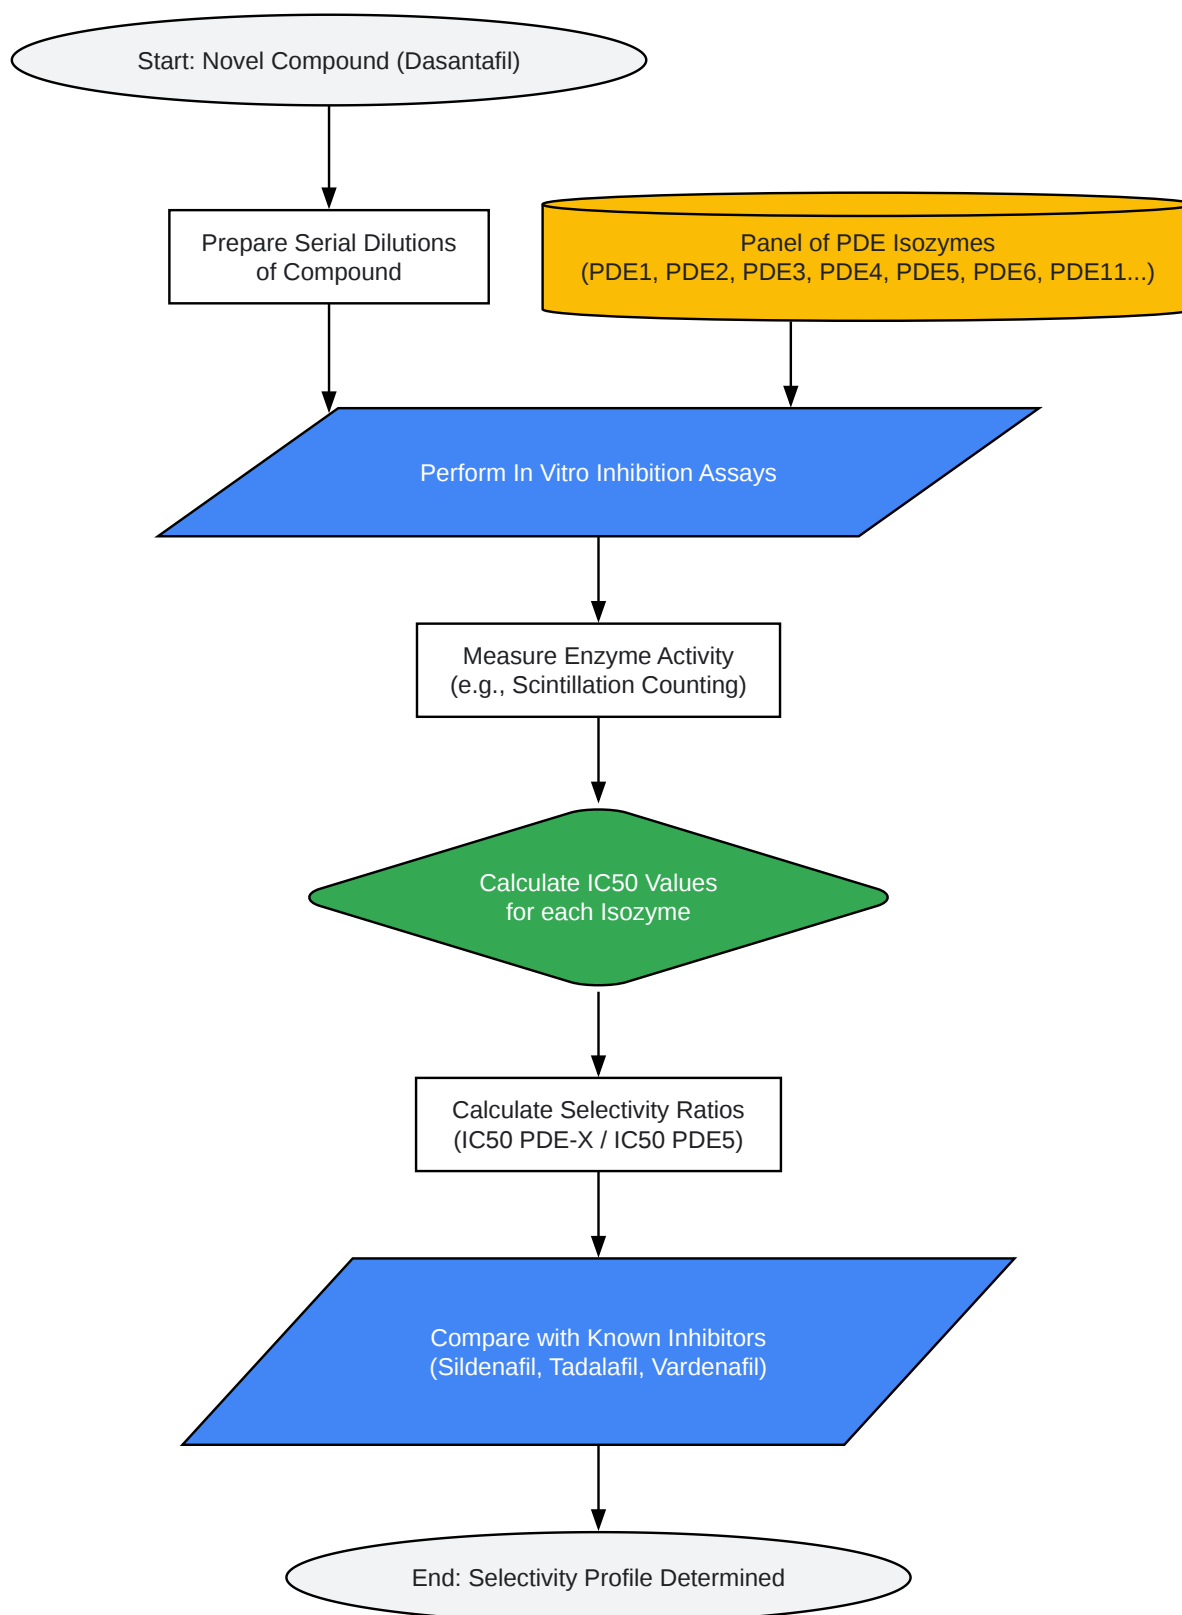 Start: Novel Compound (Dasantafil)
Prepare Serial Dilutions
of Compound
Panel of PDE Isozymes
(PDE1, PDE2, PDE3, PDE4, PDE5, PDE6, PDE11...)
Perform In Vitro Inhibition Assays
Measure Enzyme Activity
(e.g., Scintillation Counting)
Calculate IC50 Values
for each Isozyme
Calculate Selectivity Ratios
(IC50 PDE-X / IC50 PDE5)
Compare with Known Inhibitors
(Sildenafil, Tadalafil, Vardenafil)
End: Selectivity Profile Determined